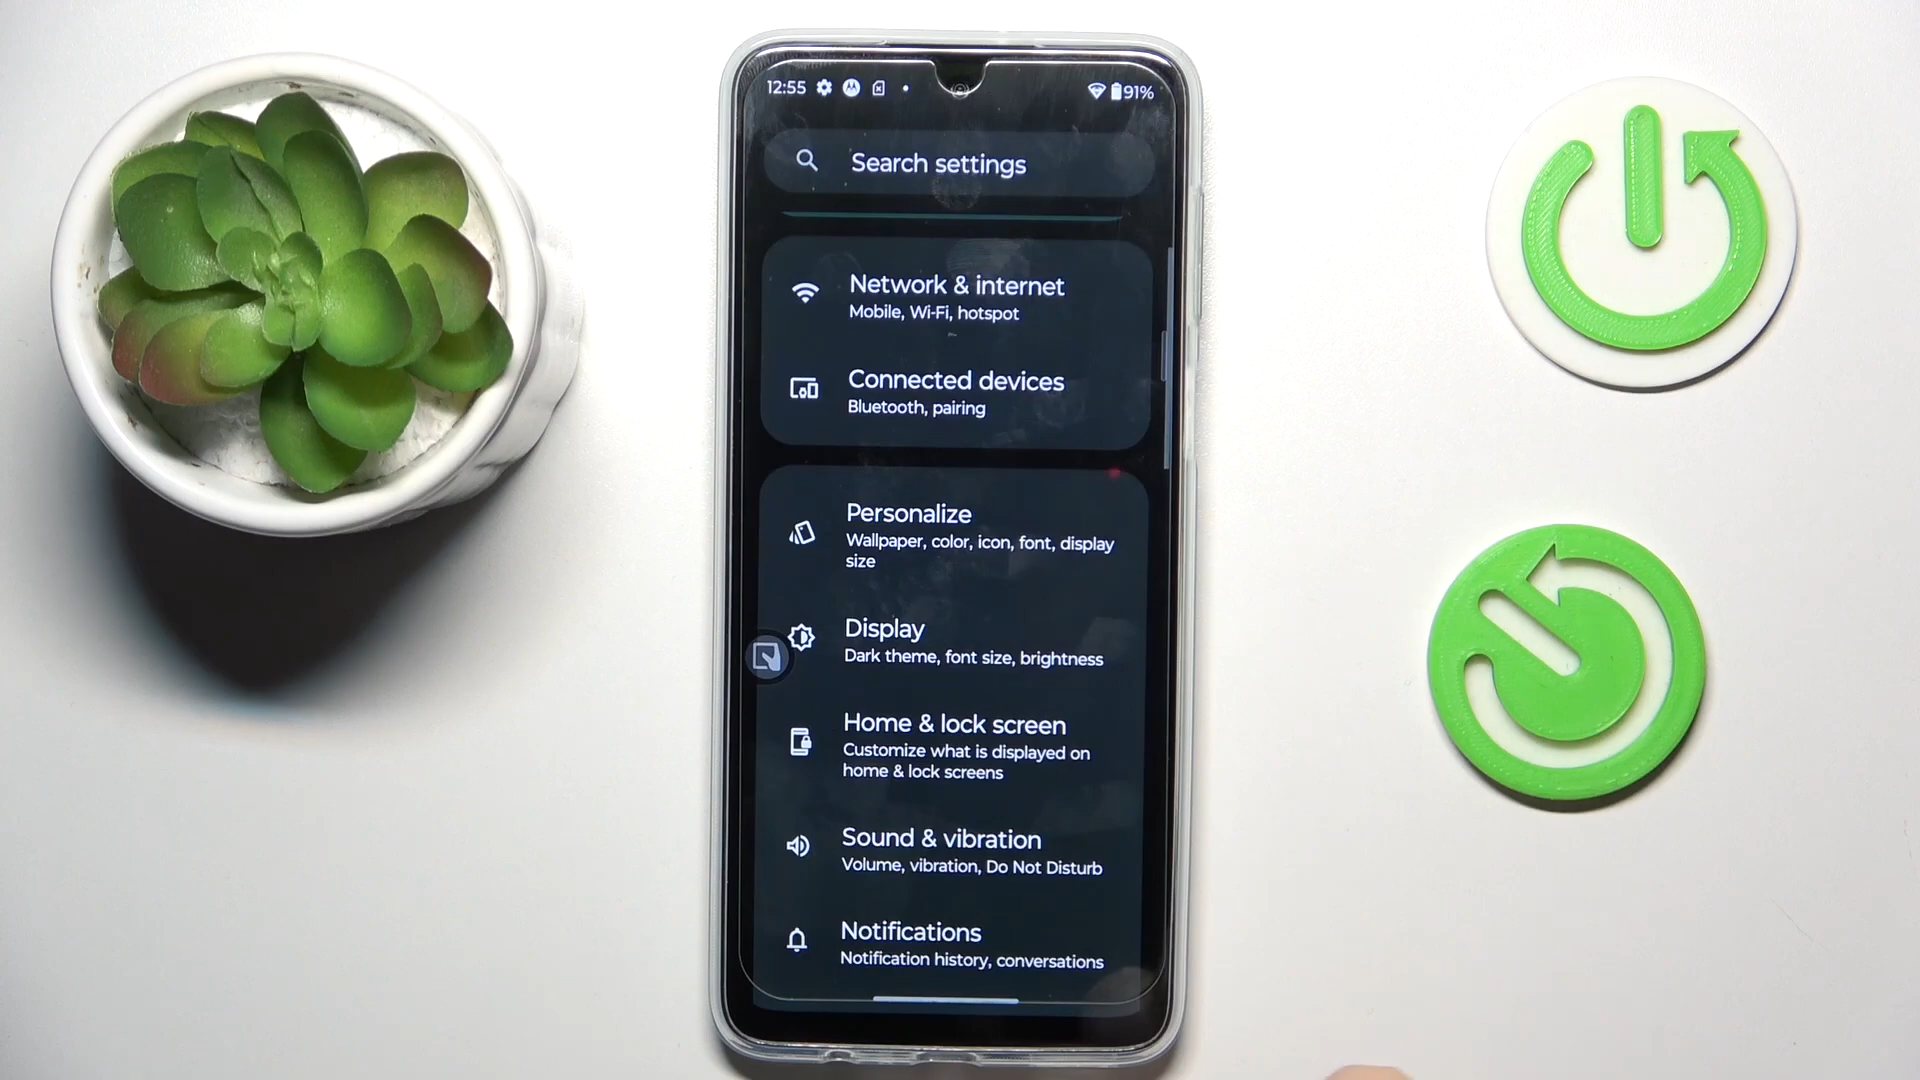 12:55
91%
Search settings
Network & internet
Mobile, Wi-Fi, hotspot
Connected devices
Bluetooth, pairing
Personalize
Wallpaper, color, icon, font, display
size
Display
Dark theme, font size, brightness
Home & lock screen
Customize what is displayed on
home & lock screens
Sound & vibration
Volume, vibration, Do Not Disturb
Notifications
Notification history, conversations